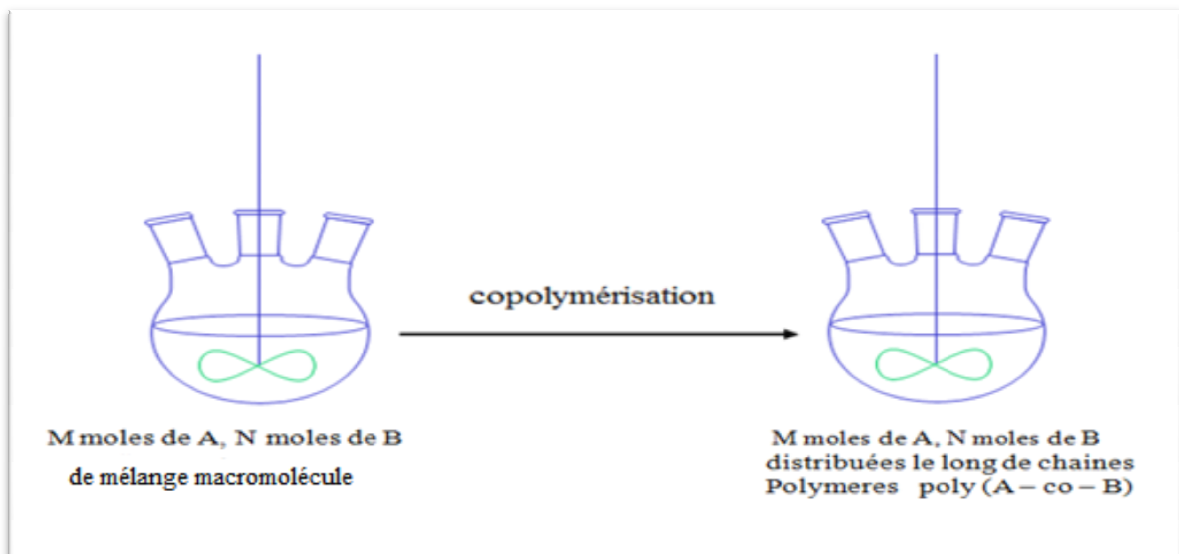 copolymérisation
M moles de A, N moles de B
de mélange macromolécule
M moles de A, N moles de B
distribuées le long de chaines
Polymeres poly (A – co – B)